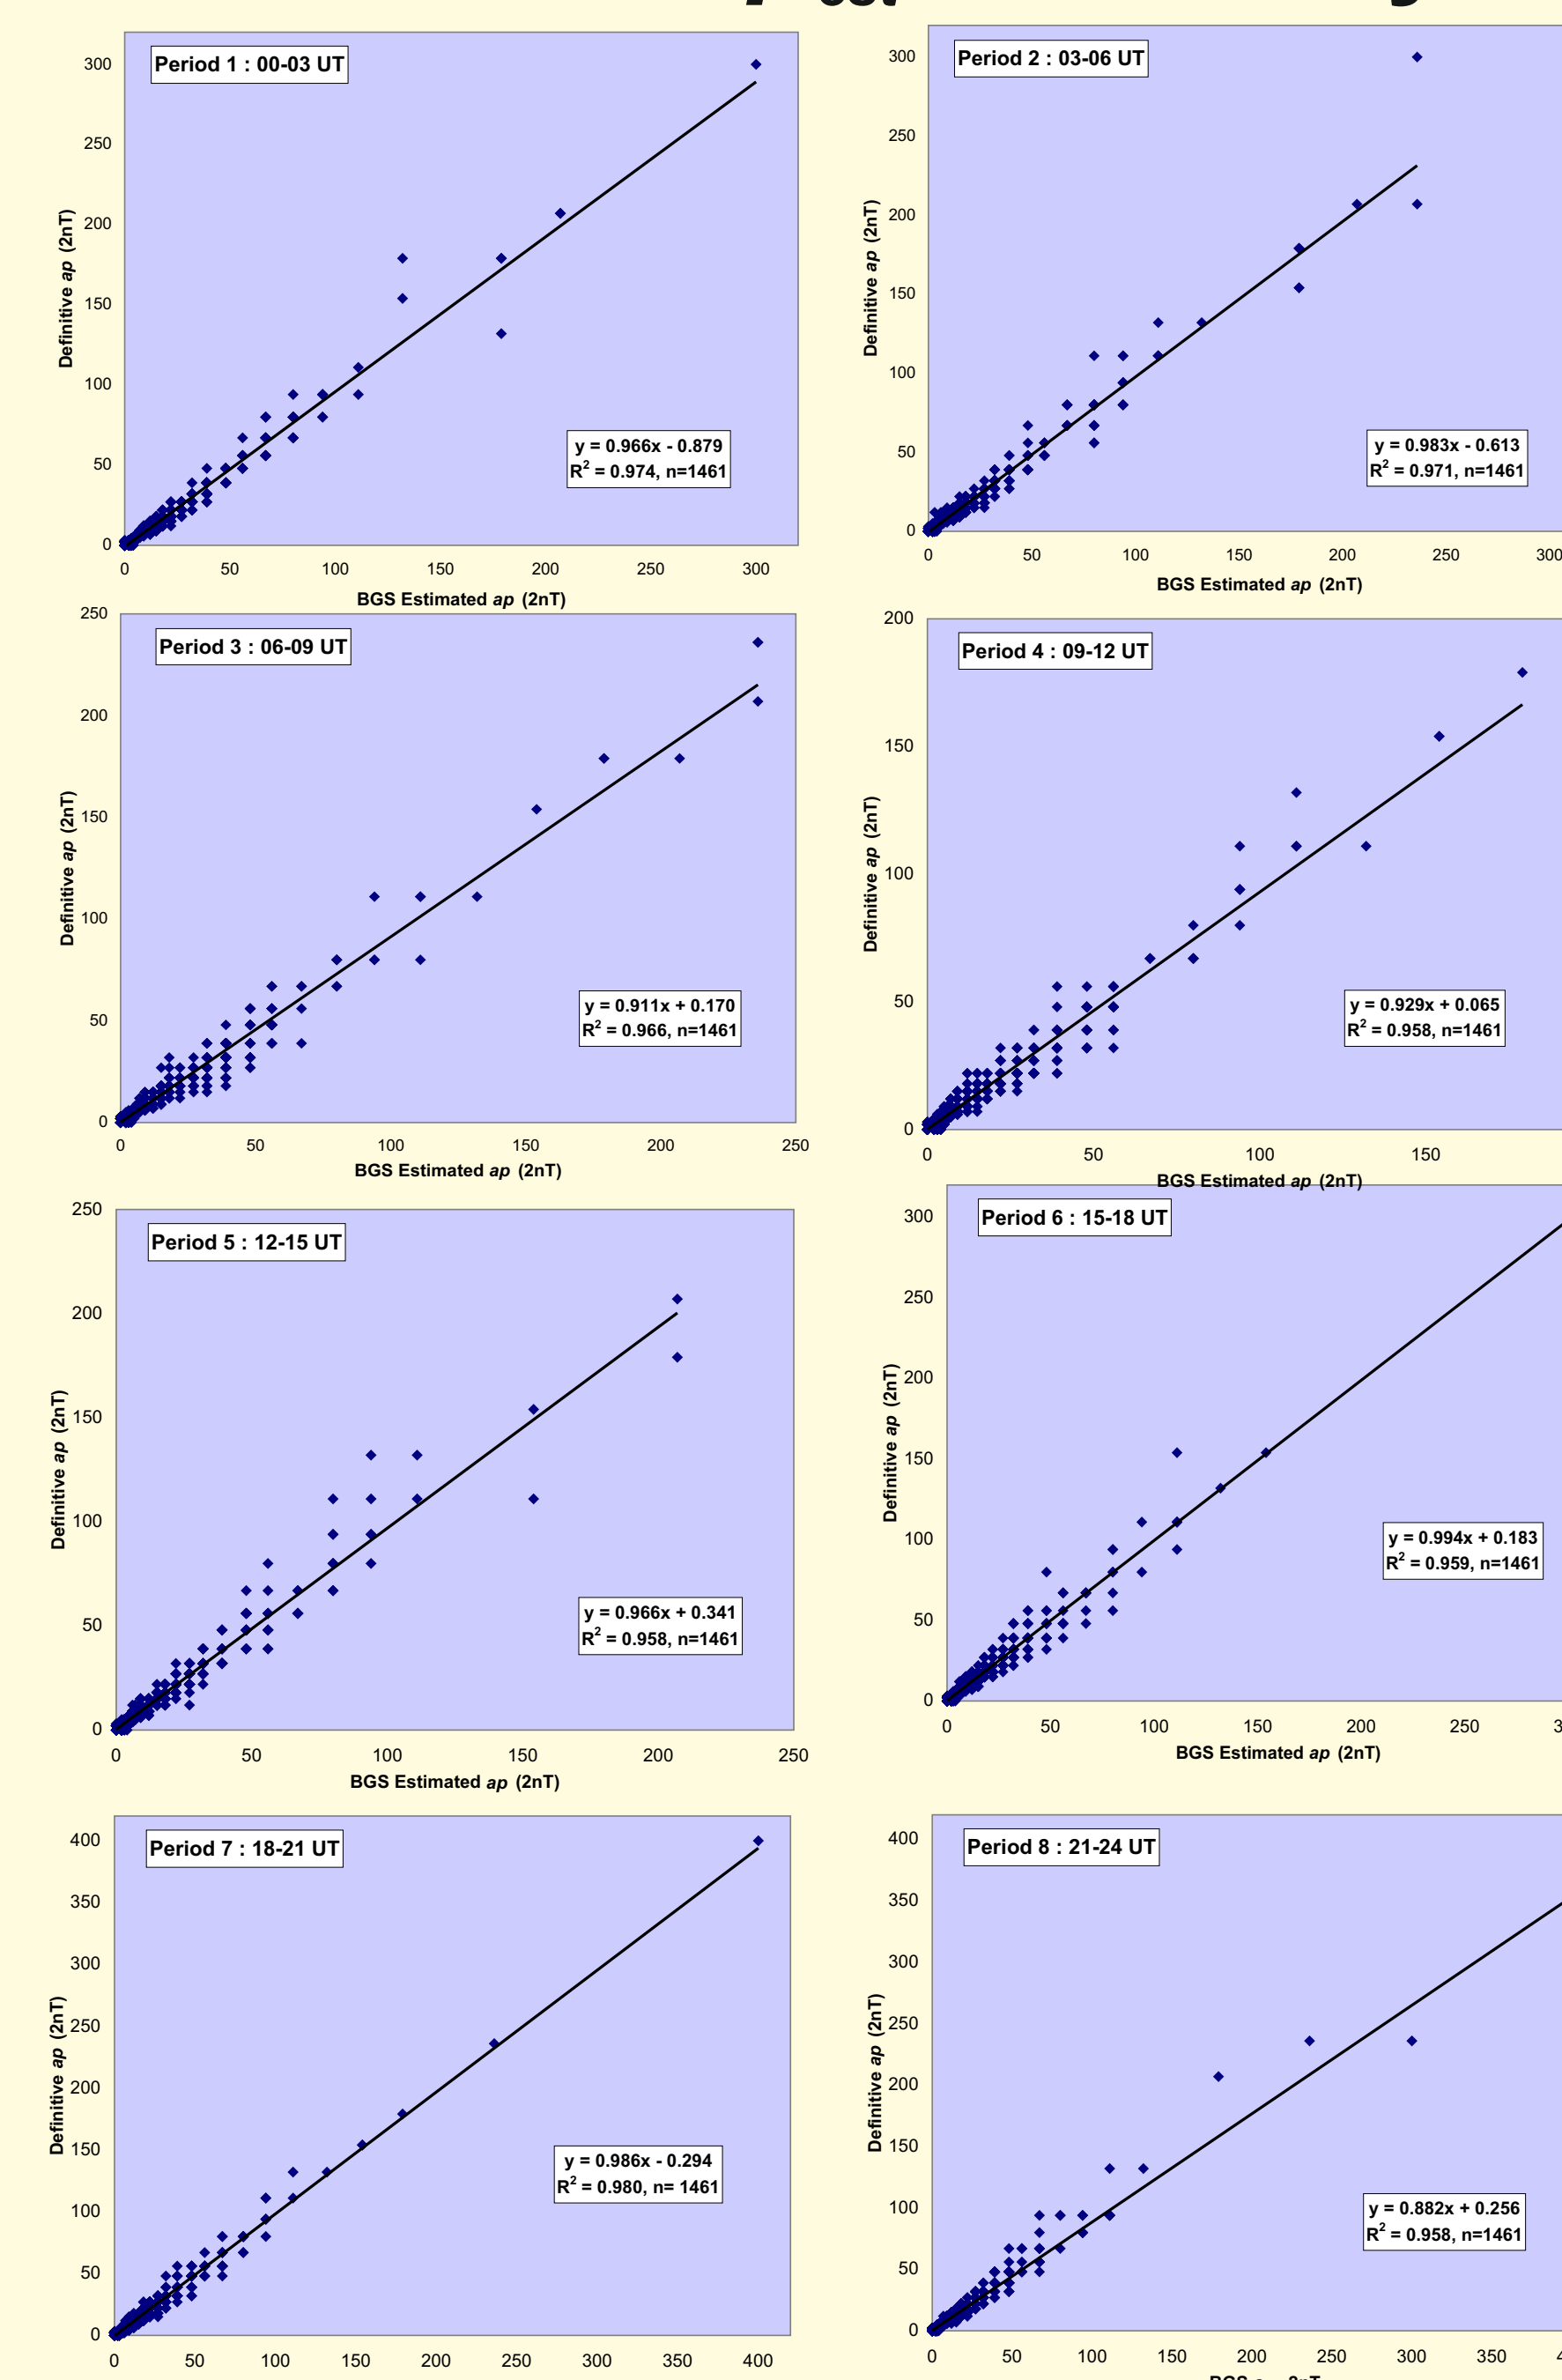 Period 1 : 00-03 UT
300
250
200
150
100
50
0
Definitive ap (2nT)
y = 0.966x - 0.879
R² = 0.974, n=1461
0 50 100 150 200 250 300
BGS Estimated ap (2nT)
Period 2 : 03-06 UT
300
250
200
150
100
50
0
Definitive ap (2nT)
y = 0.983x - 0.613
R² = 0.971, n=1461
0 50 100 150 200 250 300
BGS Estimated ap (2nT)
Period 3 : 06-09 UT
250
200
150
100
50
0
Definitive ap (2nT)
y = 0.911x + 0.170
R² = 0.966, n=1461
0 50 100 150 200 250
BGS Estimated ap (2nT)
Period 4 : 09-12 UT
200
150
100
50
0
Definitive ap (2nT)
y = 0.929x + 0.065
R² = 0.958, n=1461
0 50 100 150
BGS Estimated ap (2nT)
Period 5 : 12-15 UT
250
200
150
100
50
0
Definitive ap (2nT)
y = 0.966x + 0.341
R² = 0.958, n=1461
0 50 100 150 200 250
BGS Estimated ap (2nT)
Period 6 : 15-18 UT
300
250
200
150
100
50
0
Definitive ap (2nT)
y = 0.994x + 0.183
R² = 0.959, n=1461
0 50 100 150 200 250
BGS Estimated ap (2nT)
Period 7 : 18-21 UT
400
350
300
250
200
150
100
50
0
Definitive ap (2nT)
y = 0.986x - 0.294
R² = 0.980, n= 1461
0 50 100 150 200 250 300 350 400
Period 8 : 21-24 UT
400
350
300
250
200
150
100
50
0
Definitive ap (2nT)
y = 0.882x + 0.256
R² = 0.958, n=1461
0 50 100 150 200 250 300 350